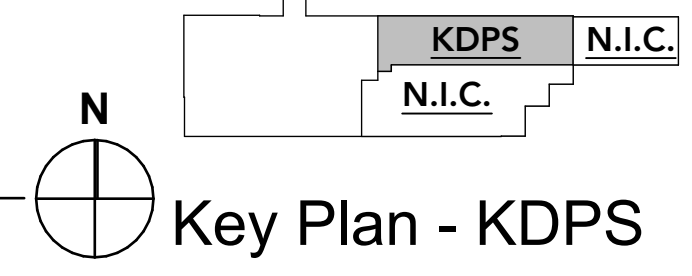 KDPS
N.I.C.
N.I.C.
N
Key Plan - KDPS